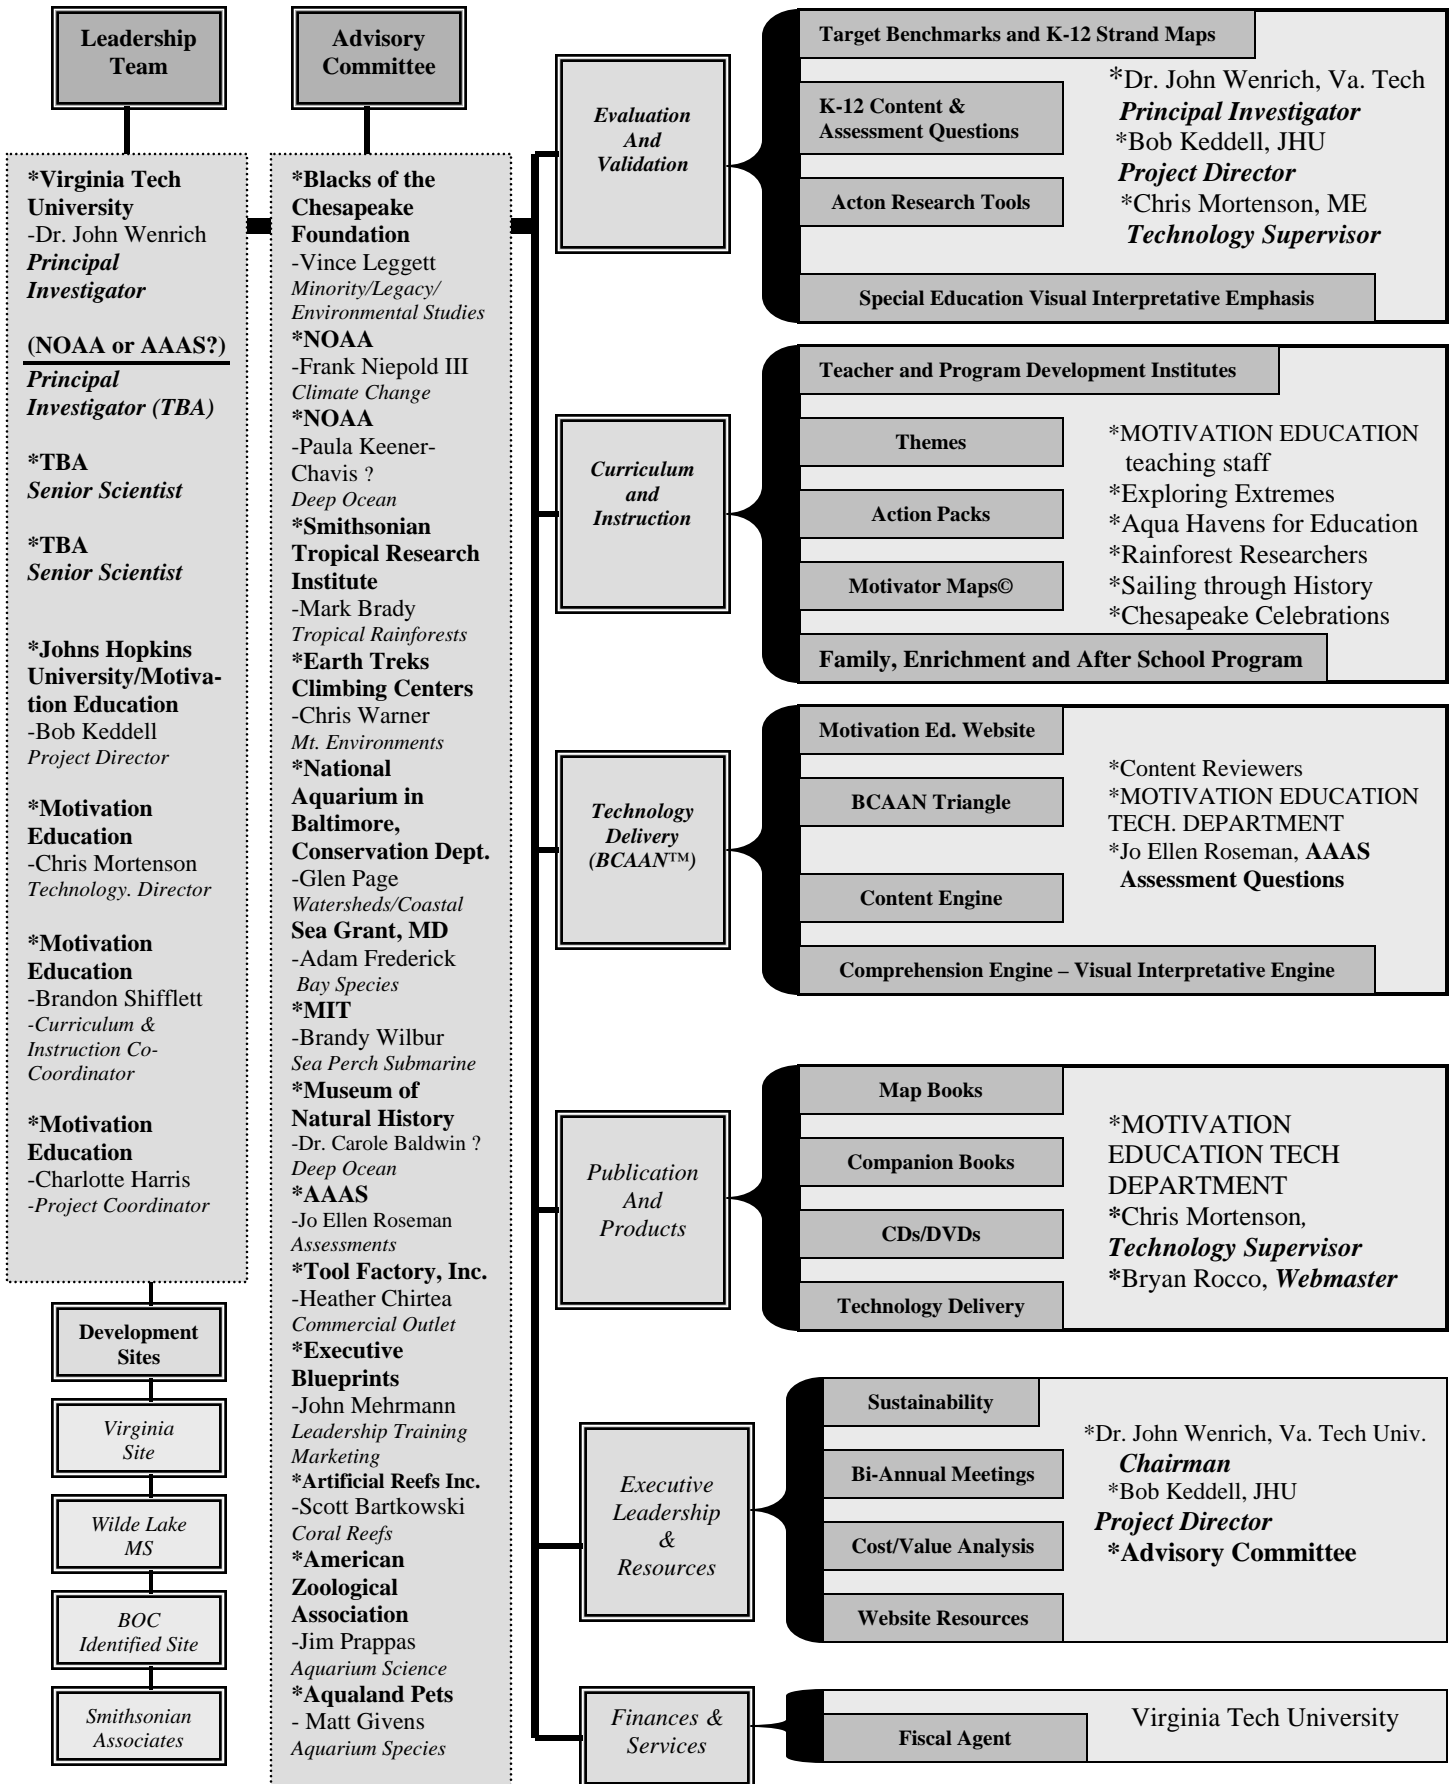 Leadership
Team
*Virginia Tech
University
-Dr. John Wenrich
Principal
Investigator
(NOAA or AAAS?)
Principal
Investigator (TBA)
*TBA
Senior Scientist
*TBA
Senior Scientist
*Johns Hopkins
University/Motiva-
tion Education
-Bob Keddell
Project Director
*Motivation
Education
-Chris Mortenson
Technology. Director
*Motivation
Education
-Brandon Shifflett
-Curriculum &
Instruction Co-
Coordinator
*Motivation
Education
-Charlotte Harris
-Project Coordinator
Development
Sites
Virginia
Site
Wilde Lake
MS
BOC
Identified Site
Smithsonian
Associates
Advisory
Committee
*Blacks of the
Chesapeake
Foundation
-Vince Leggett
Minority/Legacy/
Environmental Studies
*NOAA
-Frank Niepold III
Climate Change
*NOAA
-Paula Keener-
Chavis ?
Deep Ocean
*Smithsonian
Tropical Research
Institute
-Mark Brady
Tropical Rainforests
*Earth Treks
Climbing Centers
-Chris Warner
Mt. Environments
*National
Aquarium in
Baltimore,
Conservation Dept.
-Glen Page
Watersheds/Coastal
Sea Grant, MD
-Adam Frederick
Bay Species
*MIT
-Brandy Wilbur
Sea Perch Submarine
*Museum of
Natural History
-Dr. Carole Baldwin ?
Deep Ocean
*AAAS
-Jo Ellen Roseman
Assessments
*Tool Factory, Inc.
-Heather Chirtea
Commercial Outlet
*Executive
Blueprints
-John Mehrmann
Leadership Training
Marketing
*Artificial Reefs Inc.
-Scott Bartkowski
Coral Reefs
*American
Zoological
Association
-Jim Prappas
Aquarium Science
*Aqualand Pets
- Matt Givens
Aquarium Species
Evaluation
And
Validation
Target Benchmarks and K-12 Strand Maps
K-12 Content &
Assessment Questions
Acton Research Tools
Special Education Visual Interpretative Emphasis
*Dr. John Wenrich, Va. Tech
Principal Investigator
*Bob Keddell, JHU
Project Director
*Chris Mortenson, ME
Technology Supervisor
Curriculum
and
Instruction
Teacher and Program Development Institutes
Themes
Action Packs
Motivator Maps©
Family, Enrichment and After School Program
*MOTIVATION EDUCATION
teaching staff
*Exploring Extremes
*Aqua Havens for Education
*Rainforest Researchers
*Sailing through History
*Chesapeake Celebrations
Technology
Delivery
(BCAAN™)
Motivation Ed. Website
BCAAN Triangle
Content Engine
Comprehension Engine – Visual Interpretative Engine
*Content Reviewers
*MOTIVATION EDUCATION
TECH. DEPARTMENT
*Jo Ellen Roseman, AAAS
Assessment Questions
Publication
And
Products
Map Books
Companion Books
CDs/DVDs
Technology Delivery
*MOTIVATION
EDUCATION TECH
DEPARTMENT
*Chris Mortenson,
Technology Supervisor
*Bryan Rocco, Webmaster
Executive
Leadership
&
Resources
Sustainability
Bi-Annual Meetings
Cost/Value Analysis
Website Resources
*Dr. John Wenrich, Va. Tech Univ.
Chairman
*Bob Keddell, JHU
Project Director
*Advisory Committee
Finances &
Services
Fiscal Agent
Virginia Tech University